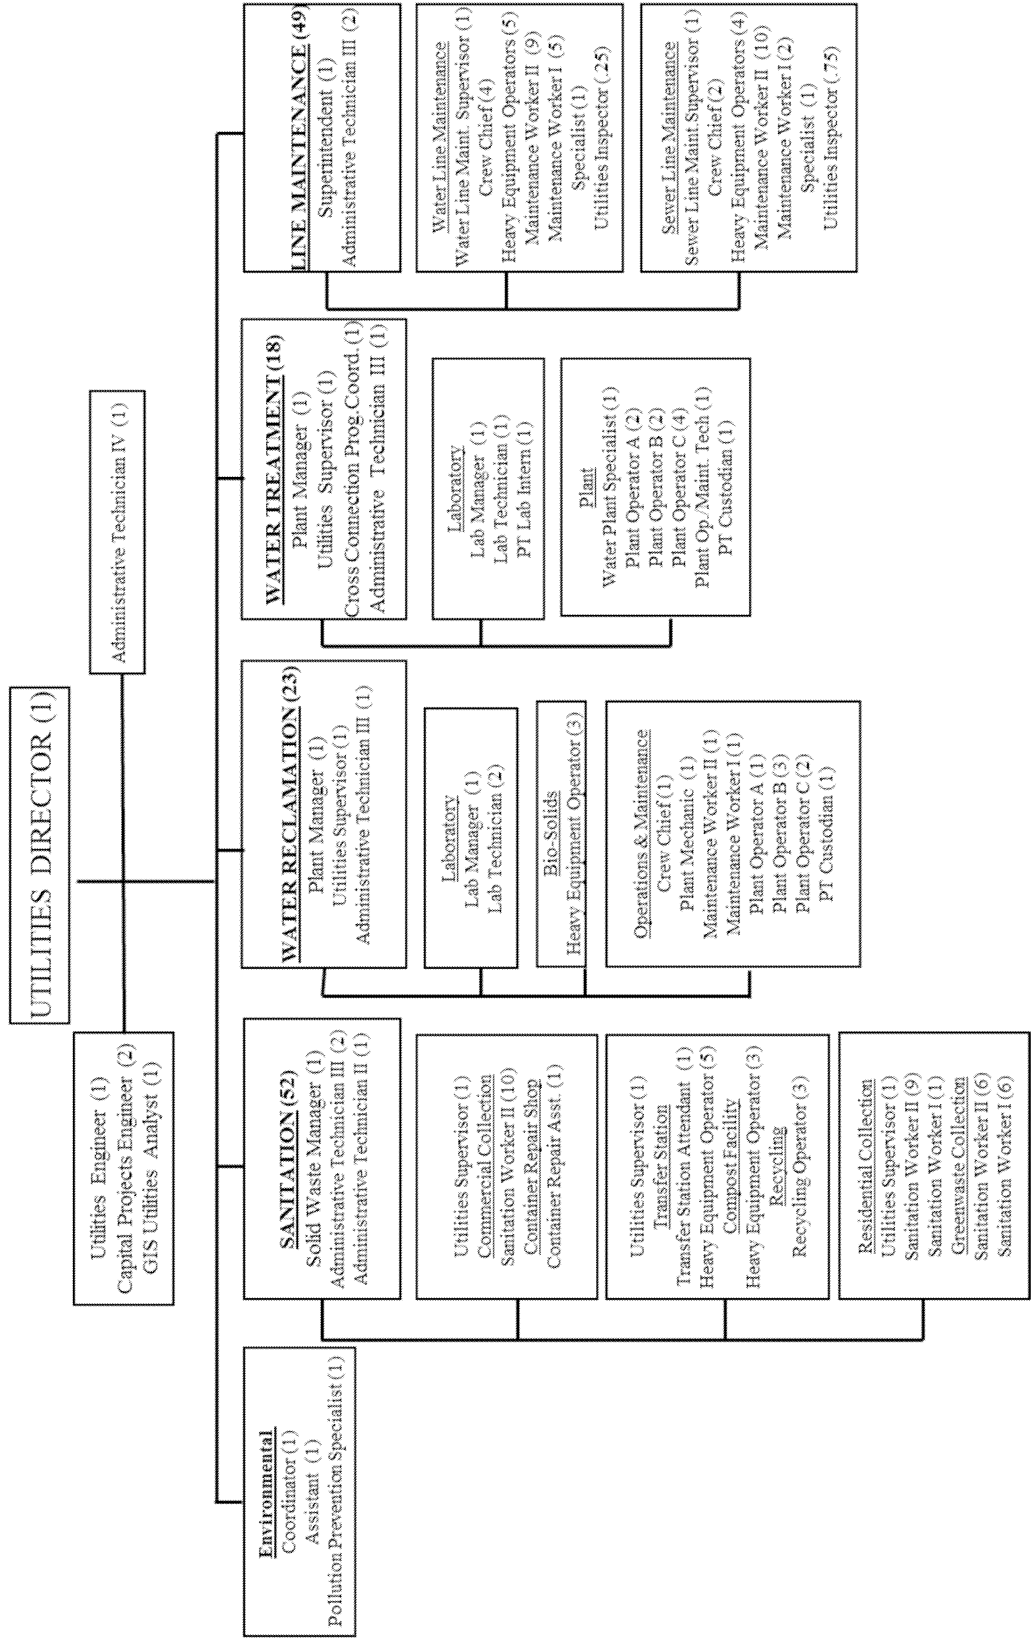 UTILITIES DIRECTOR (1)
Utilities Engineer (1)
Capital Projects Engineer (2)
GIS Utilities Analyst (1)
Administrative Technician IV (1)
Environmental
Coordinator (1)
Assistant (1)
Pollution Prevention Specialist (1)
SANITATION (52)
Solid Waste Manager (1)
Administrative Technician III (2)
Administrative Technician II (1)
Utilities Supervisor (1)
Commercial Collection
Sanitation Worker II (10)
Container Repair Shop
Container Repair Asst. (1)
Utilities Supervisor (1)
Transfer Station
Transfer Station Attendant (1)
Heavy Equipment Operator (5)
Compost Facility
Heavy Equipment Operator (3)
Recycling
Recycling Operator (3)
Residential Collection
Utilities Supervisor (1)
Sanitation Worker II (9)
Sanitation Worker I (1)
Greenwaste Collection
Sanitation Worker II (6)
Sanitation Worker I (6)
WATER RECLAMATION (23)
Plant Manager (1)
Utilities Supervisor (1)
Administrative Technician III (1)
Laboratory
Lab Manager (1)
Lab Technician (2)
Bio-Solids
Heavy Equipment Operator (3)
Operations & Maintenance
Crew Chief (1)
Plant Mechanic (1)
Maintenance Worker II (1)
Maintenance Worker I (1)
Plant Operator A (1)
Plant Operator B (3)
Plant Operator C (2)
PT Custodian (1)
WATER TREATMENT (18)
Plant Manager (1)
Utilities Supervisor (1)
Cross Connection Prog.Coord. (1)
Administrative Technician III (1)
Laboratory
Lab Manager (1)
Lab Technician (1)
PT Lab Intern (1)
Plant
Water Plant Specialist (1)
Plant Operator A (2)
Plant Operator B (2)
Plant Operator C (4)
Plant Op./Maint. Tech (1)
PT Custodian (1)
LINE MAINTENANCE (49)
Superintendent (1)
Administrative Technician III (2)
Water Line Maintenance
Water Line Maint. Supervisor (1)
Crew Chief (4)
Heavy Equipment Operators (5)
Maintenance Worker II (9)
Maintenance Worker I (5)
Specialist (1)
Utilities Inspector (.25)
Sewer Line Maintenance
Sewer Line Maint.Supervisor (1)
Crew Chief (2)
Heavy Equipment Operators (4)
Maintenance Worker II (10)
Maintenance Worker I (2)
Specialist (1)
Utilities Inspector (.75)